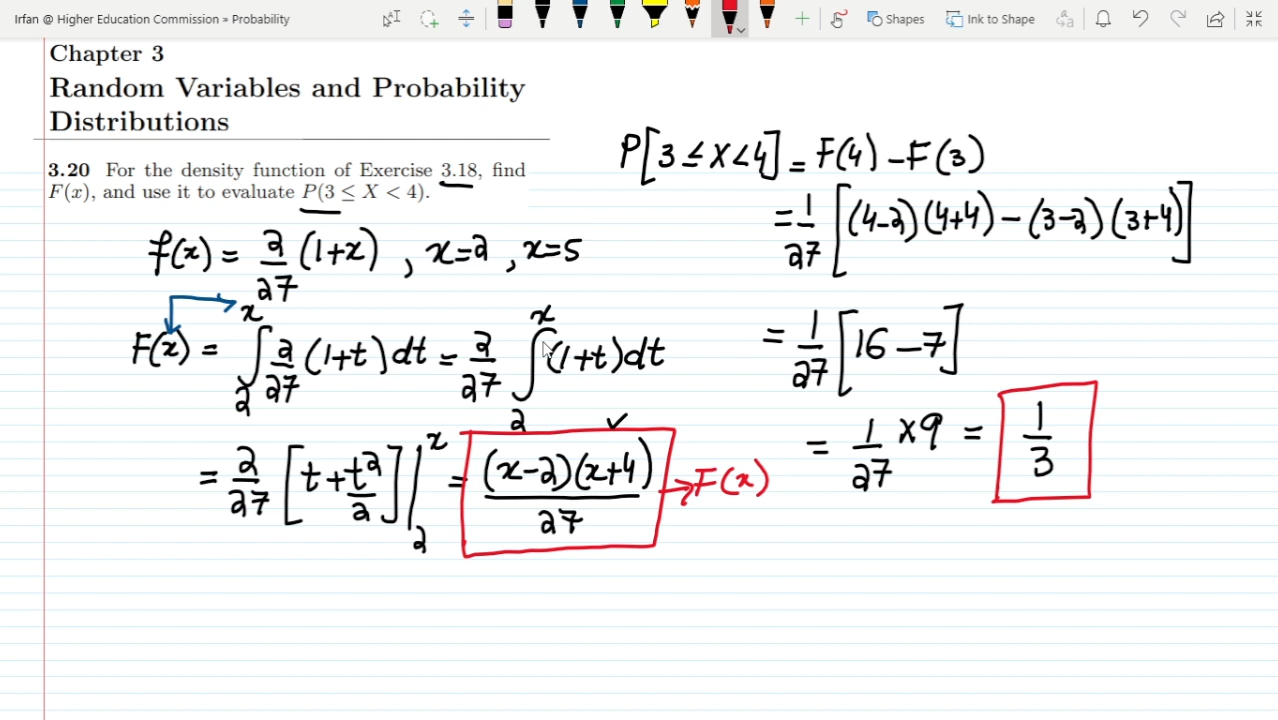 Irfan @ Higher Education Commission » Probability
Shapes
Ink to Shape
Chapter 3
Random Variables and Probability
Distributions
3.20 For the density function of Exercise 3.18, find
F(x), and use it to evaluate P(3 ≤ X < 4).
f(x) = 2/27 (1+x) , x=2 , x=5
F(x) = ∫₂ˣ 2/27 (1+t) dt = 2/27 ∫₂ˣ (1+t) dt
= 2/27 [t + t²/2] |₂ˣ = (x-2)(x+4)/27 → F(x)
P[3 ≤ X < 4] = F(4) - F(3)
= 1/27 [(4-2)(4+4) - (3-2)(3+4)]
= 1/27 [16 - 7]
= 1/27 × 9 = 1/3